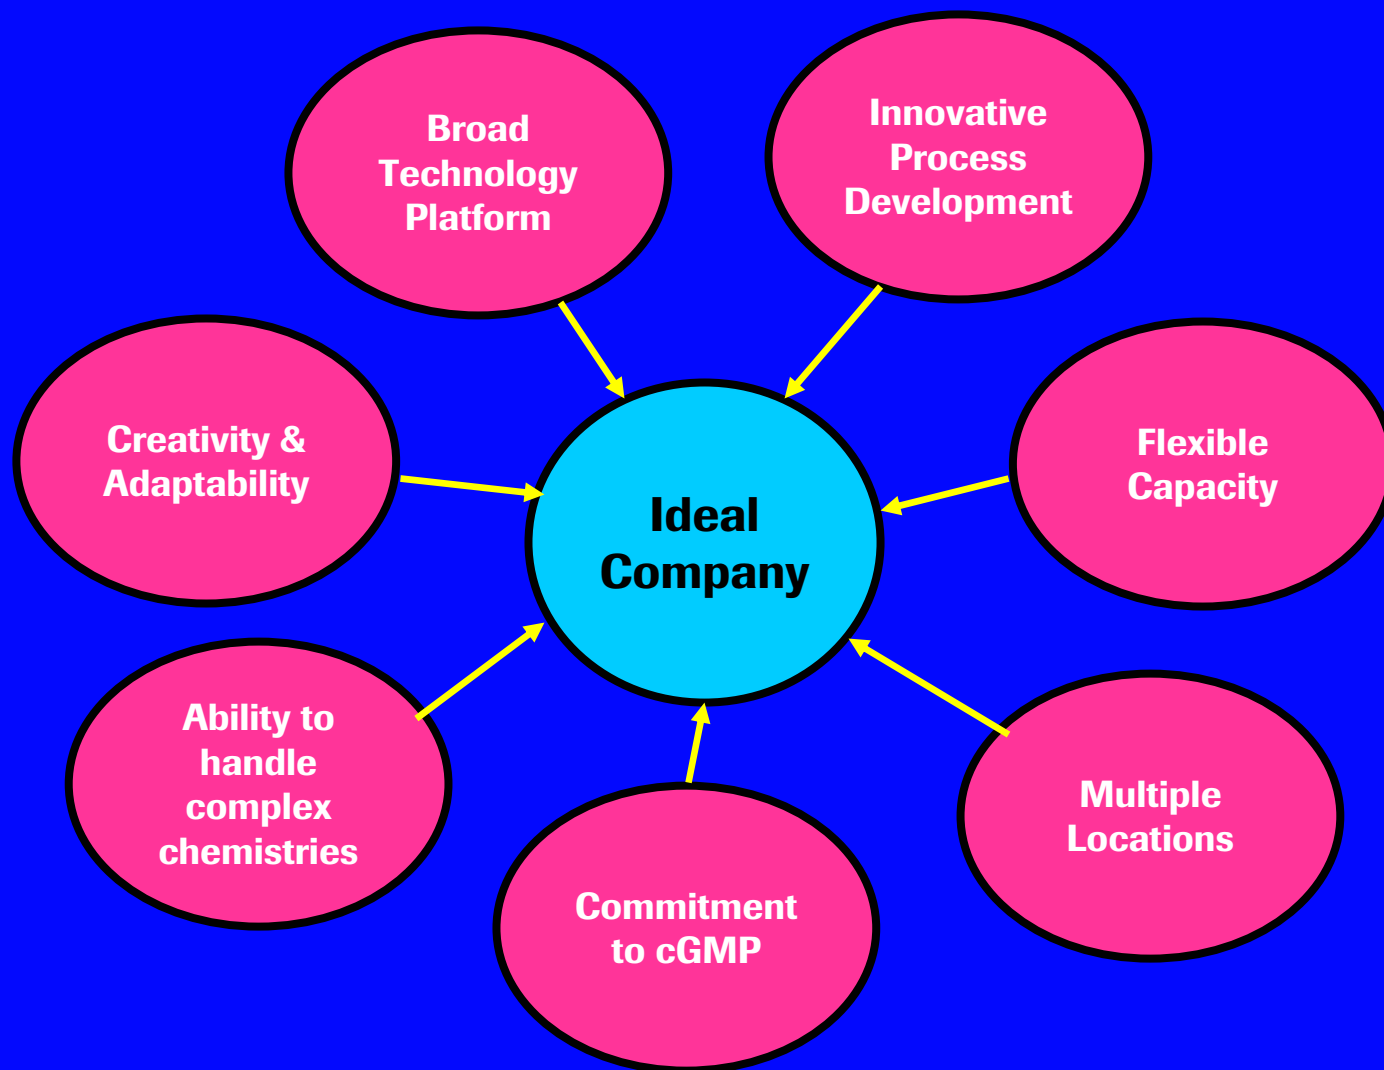 Broad
Technology
Platform
Innovative
Process
Development
Creativity &
Adaptability
Flexible
Capacity
Ideal
Company
Ability to
handle
complex
chemistries
Multiple
Locations
Commitment
to cGMP